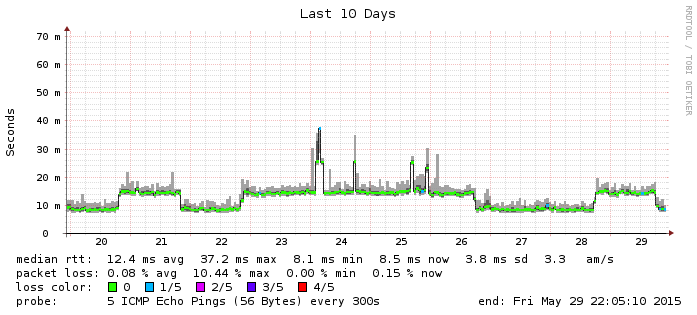 Last 10 Days
RRDTOOL / TOBI OETIKER
Seconds
70 m
60 m
50 m
40 m
30 m
20 m
10 m
0
20 21 22 23 24 25 26 27 28 29
median rtt: 12.4 ms avg 37.2 ms max 8.1 ms min 8.5 ms now 3.8 ms sd 3.3 am/s
packet loss: 0.08 % avg 10.44 % max 0.00 % min 0.15 % now
loss color: 0 1/5 2/5 3/5 4/5
probe: 5 ICMP Echo Pings (56 Bytes) every 300s end: Fri May 29 22:05:10 2015